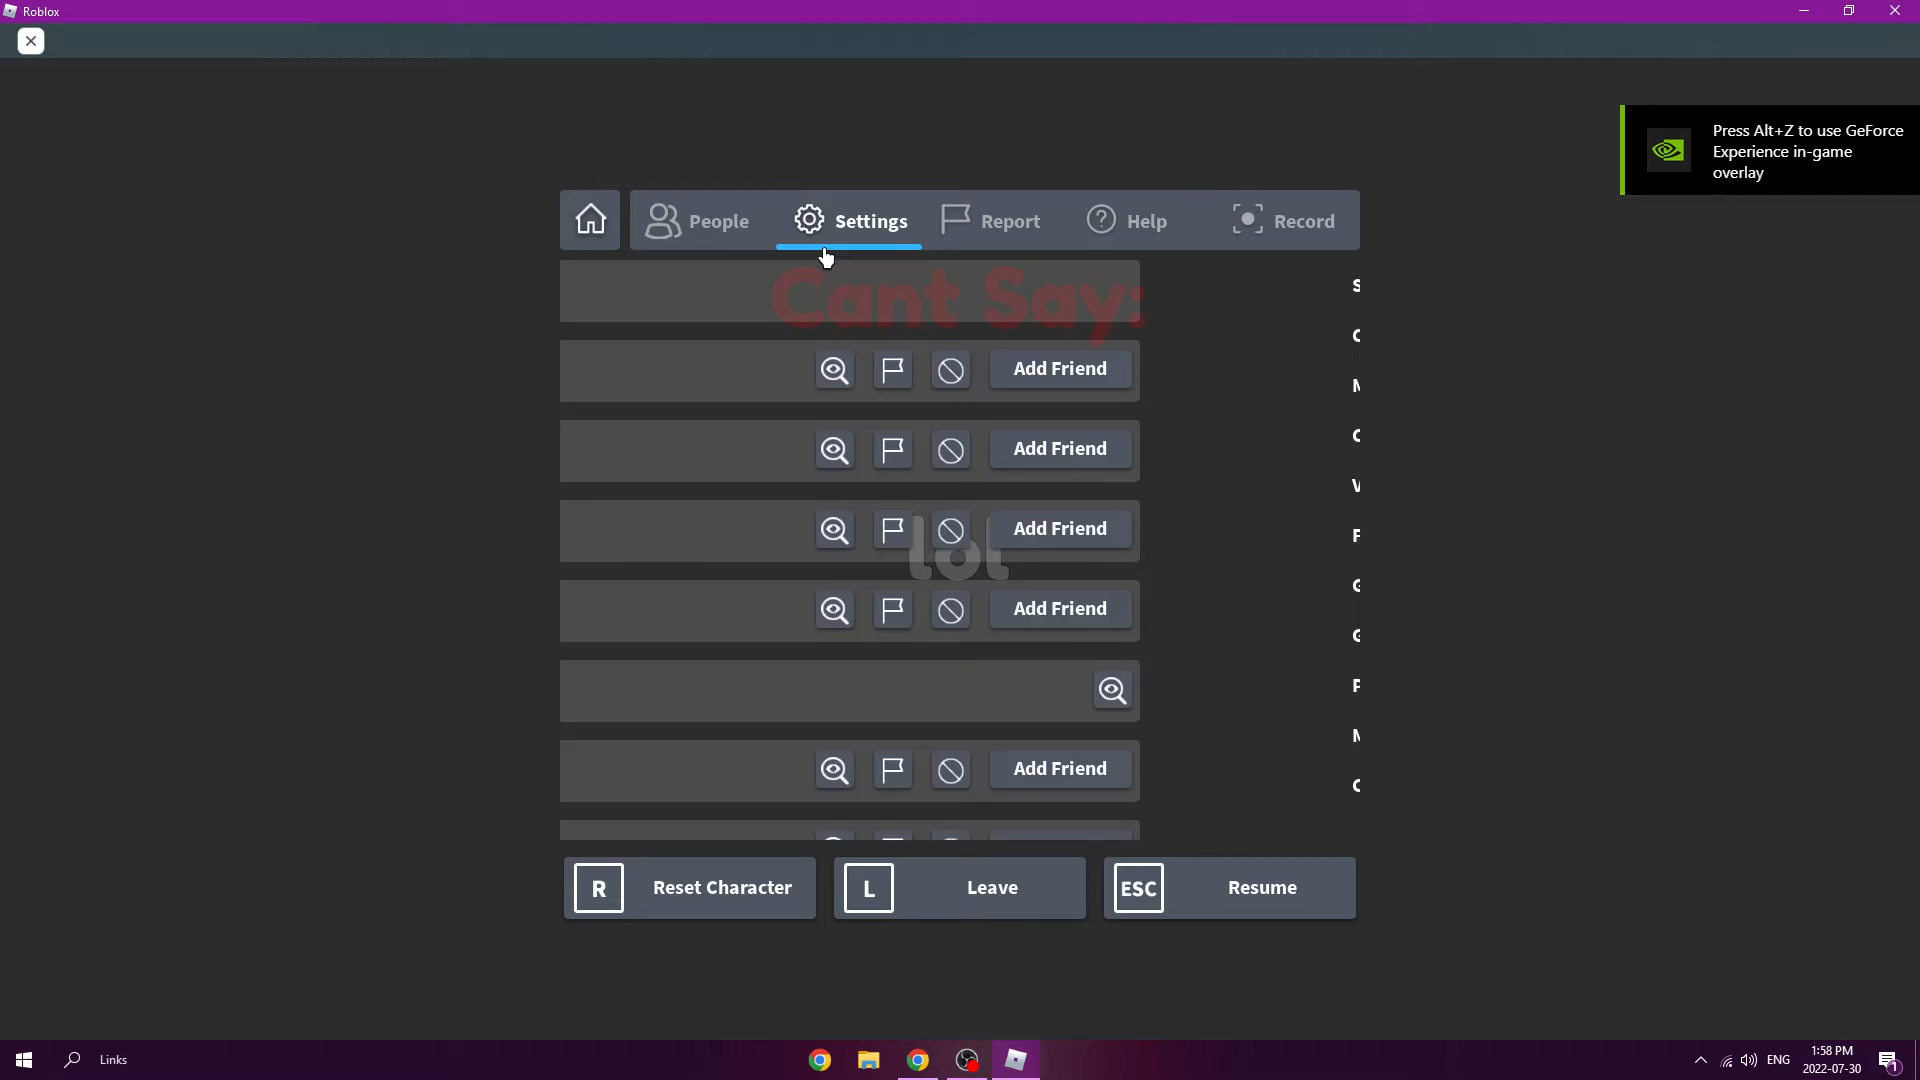 Roblox
Press Alt+Z to use GeForce
Experience in-game
overlay
People
Settings
Report
Help
Record
Cant Say:
S
C
Add Friend
M
C
Add Friend
V
Add Friend
F
lol
G
Add Friend
G
P
M
Add Friend
C
R Reset Character
L Leave
ESC Resume
Links
ENG
1:58 PM
2022-07-30
1